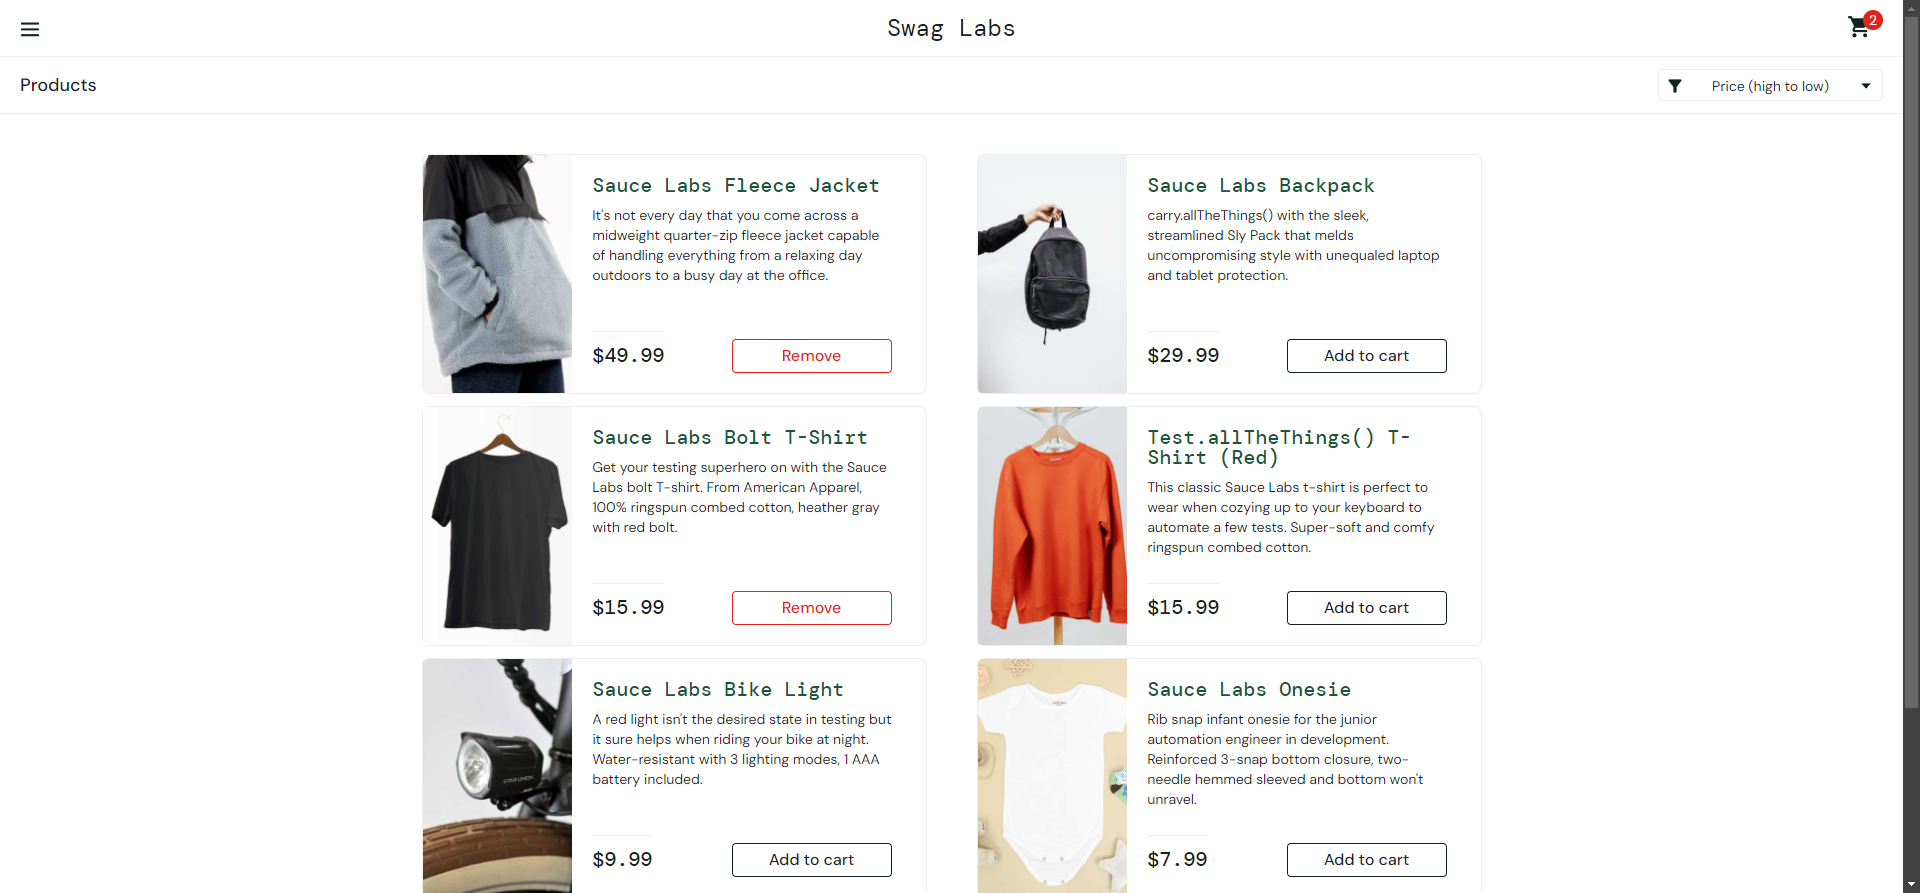 Swag Labs
2
Products
Price (high to low)
Sauce Labs Fleece Jacket
It's not every day that you come across a
midweight quarter-zip fleece jacket capable
of handling everything from a relaxing day
outdoors to a busy day at the office.
$49.99
Remove
Sauce Labs Backpack
carry.allTheThings() with the sleek,
streamlined Sly Pack that melds
uncompromising style with unequaled laptop
and tablet protection.
$29.99
Add to cart
Sauce Labs Bolt T-Shirt
Get your testing superhero on with the Sauce
Labs bolt T-shirt. From American Apparel,
100% ringspun combed cotton, heather gray
with red bolt.
$15.99
Remove
Test.allTheThings() T-
Shirt (Red)
This classic Sauce Labs t-shirt is perfect to
wear when cozying up to your keyboard to
automate a few tests. Super-soft and comfy
ringspun combed cotton.
$15.99
Add to cart
Sauce Labs Bike Light
A red light isn't the desired state in testing but
it sure helps when riding your bike at night.
Water-resistant with 3 lighting modes, 1 AAA
battery included.
$9.99
Add to cart
Sauce Labs Onesie
Rib snap infant onesie for the junior
automation engineer in development.
Reinforced 3-snap bottom closure, two-
needle hemmed sleeved and bottom won't
unravel.
$7.99
Add to cart